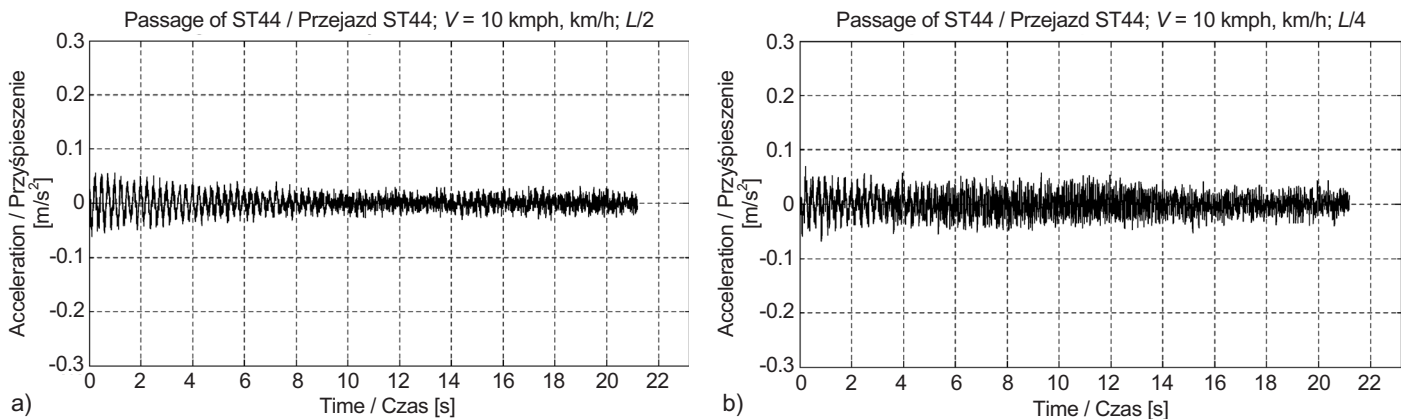 Passage of ST44 / Przejazd ST44; V = 10 kmph, km/h; L/2
0.3
0.2
0.1
0
-0.1
-0.2
-0.3
Acceleration / Przyśpieszenie
[m/s²]
0 2 4 6 8 10 12 14 16 18 20 22
Time / Czas [s]
a)
Passage of ST44 / Przejazd ST44; V = 10 kmph, km/h; L/4
0.3
0.2
0.1
0
-0.1
-0.2
-0.3
Acceleration / Przyśpieszenie
[m/s²]
0 2 4 6 8 10 12 14 16 18 20 22
Time / Czas [s]
b)